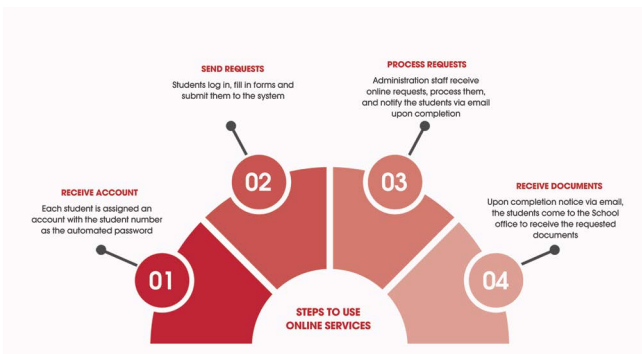 RECEIVE ACCOUNT
Each student is assigned an
account with the student number
as the automated password
01
SEND REQUESTS
Students log in, fill in forms and
submit them to the system
02
PROCESS REQUESTS
Administration staff receive
online requests, process them,
and notify the students via email
upon completion
03
RECEIVE DOCUMENTS
Upon completion notice via email,
the students come to the School
office to receive the requested
documents
04
STEPS TO USE
ONLINE SERVICES